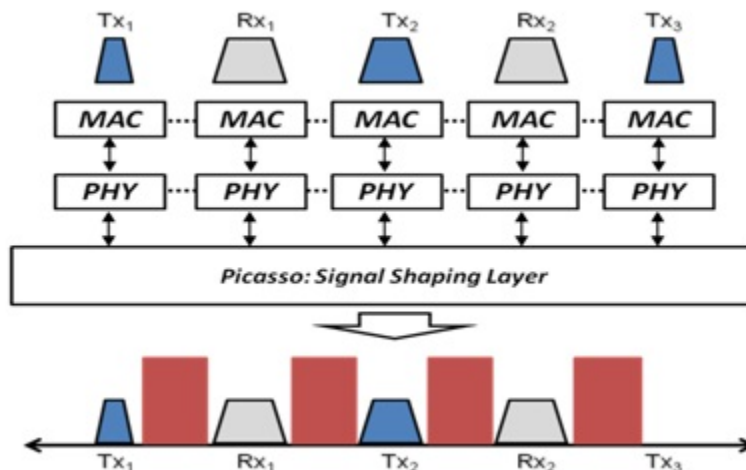 Tx₁ Rx₁ Tx₂ Rx₂ Tx₃
MAC MAC MAC MAC MAC
PHY PHY PHY PHY PHY
Picasso: Signal Shaping Layer
Tx₁ Rx₁ Tx₂ Rx₂ Tx₃